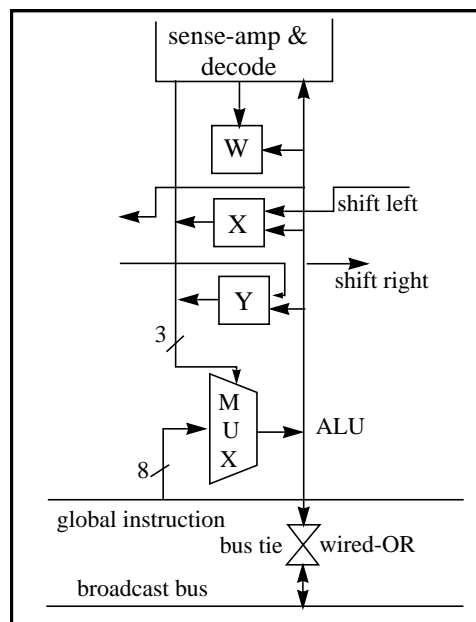 sense-amp &
decode
W
shift left
X
shift right
Y
3
M
U
X
ALU
8
global instruction
bus tie
wired-OR
broadcast bus